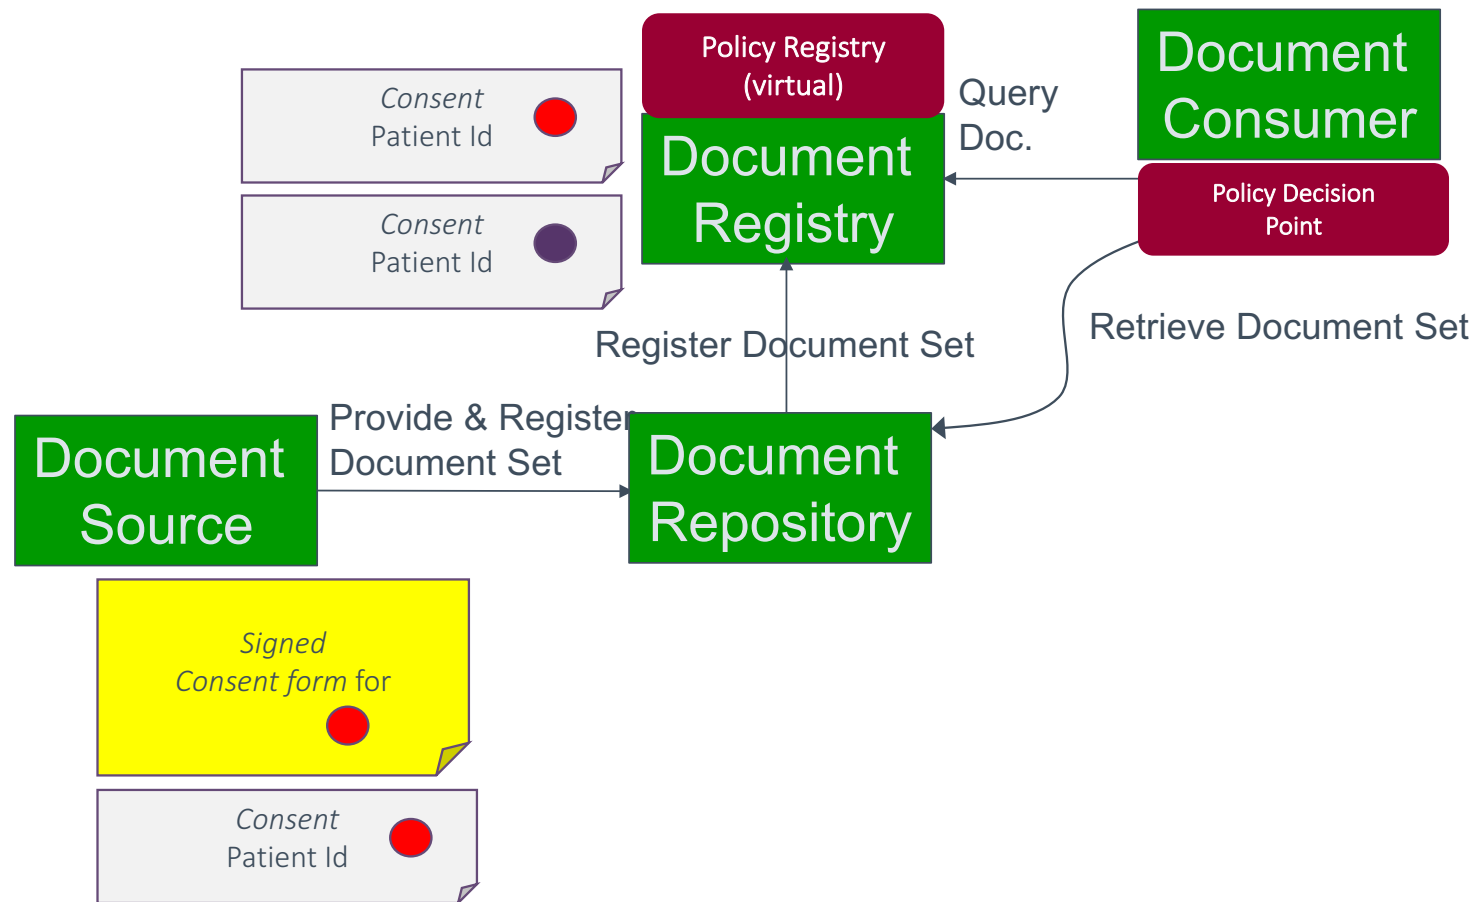 Policy Registry
(virtual)
Document
Consumer
Consent
Patient Id
Query
Doc.
Document
Registry
Policy Decision
Point
Consent
Patient Id
Retrieve Document Set
Register Document Set
Provide & Register
Document Set
Document
Source
Document
Repository
Signed
Consent form for
Consent
Patient Id